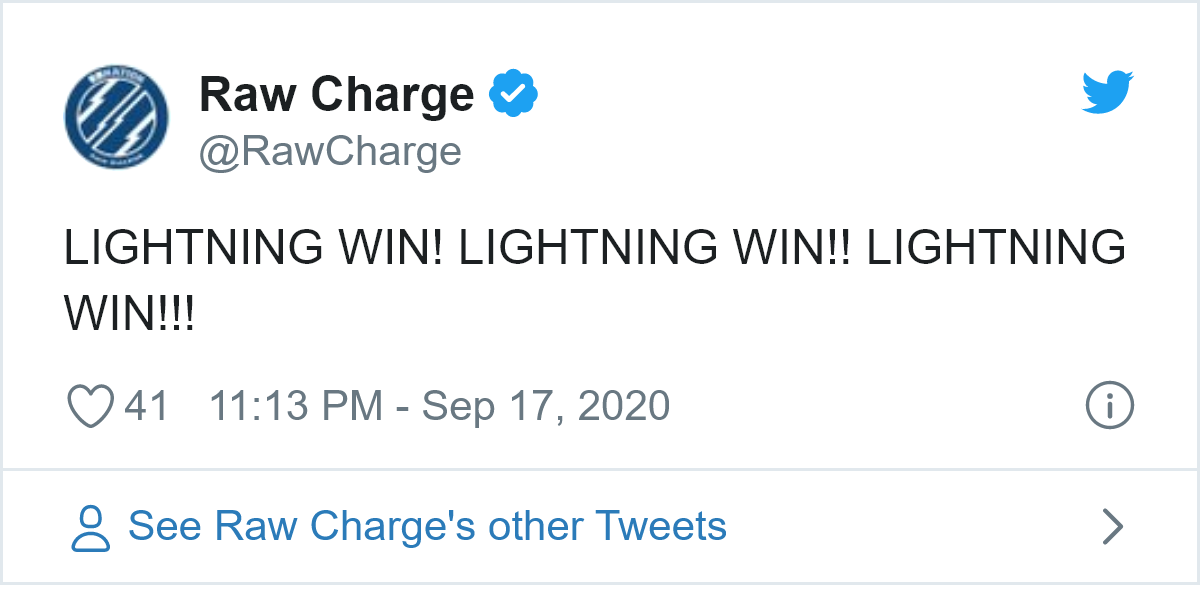 Raw Charge
@RawCharge
LIGHTNING WIN! LIGHTNING WIN!! LIGHTNING
WIN!!!
41 11:13 PM - Sep 17, 2020
See Raw Charge's other Tweets